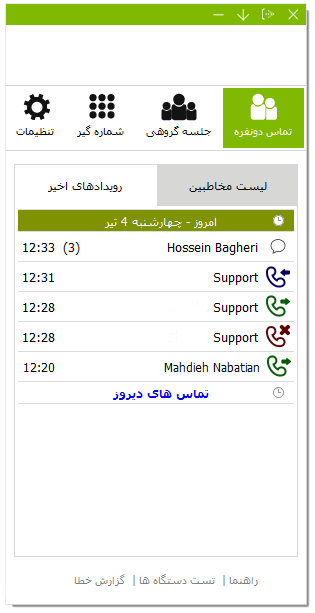 تماس دونفره جلسه گروهی شماره گیر تنظیمات
لیست مخاطبین رویدادهای اخیر
امروز - چهارشنبه 4 تیر
Hossein Bagheri (3) 12:33
Support 12:31
Support 12:28
Support 12:28
Mahdieh Nabatian 12:20
تماس های دیروز
راهنما | تست دستگاه ها | گزارش خطا